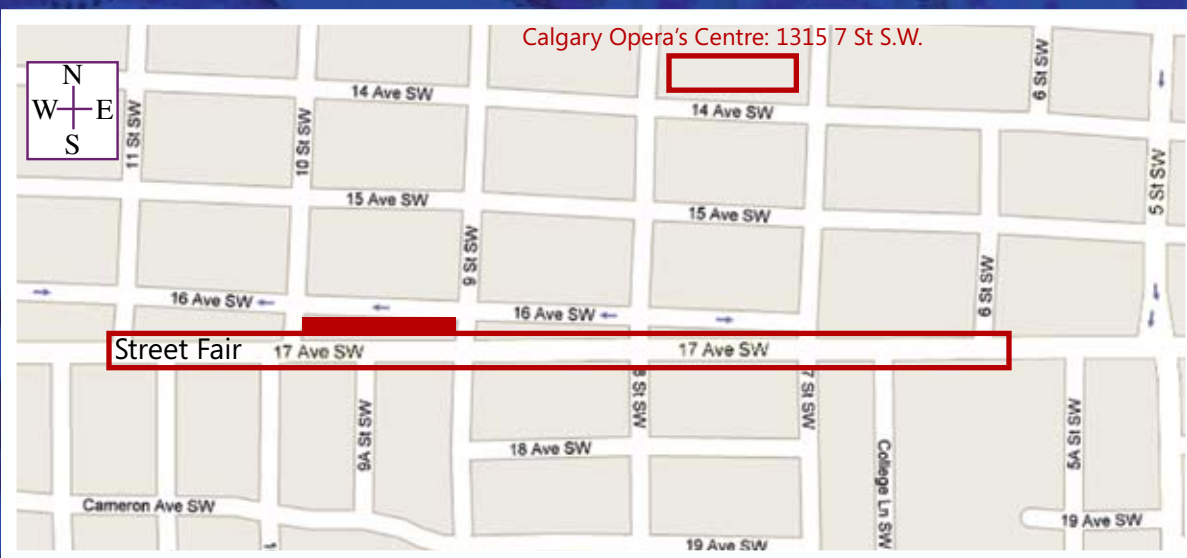 Calgary Opera's Centre: 1315 7 St S.W.
N
W E
S
11 St SW
10 St SW
14 Ave SW
14 Ave SW
6 St SW
5 St SW
15 Ave SW
15 Ave SW
9 St SW
6 St SW
16 Ave SW
16 Ave SW
Street Fair
17 Ave SW
17 Ave SW
9A St SW
8 St SW
7 St SW
18 Ave SW
College Ln SW
5A St SW
Cameron Ave SW
19 Ave SW
19 Ave SW